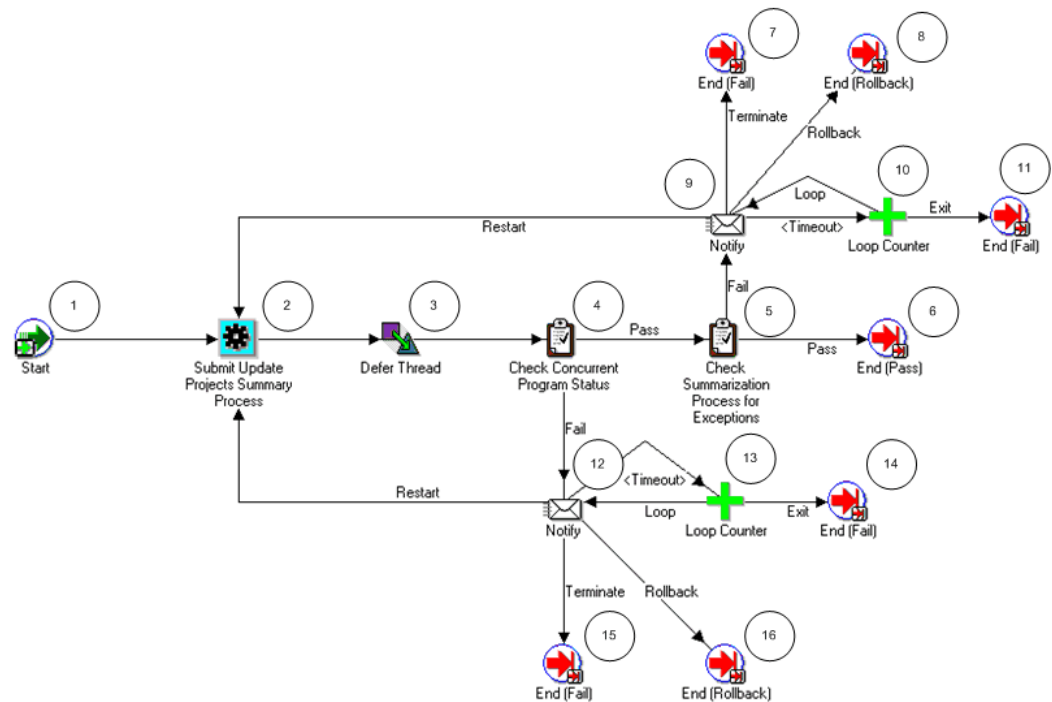 7
8
End (Fail)
End (Rollback)
Terminate
Rollback
9
10
11
Loop
Exit
Restart
<Timeout>
Notify
Loop Counter
End (Fail)
1
2
3
4
Fail
5
6
Pass
Pass
Start
Submit Update
Projects Summary
Process
Defer Thread
Check Concurrent
Program Status
Check
Summarization
Process for
Exceptions
End (Pass)
Fail
12
13
14
<Timeout>
Restart
Loop
Exit
Notify
Loop Counter
End (Fail)
Terminate
Rollback
15
16
End (Fail)
End (Rollback)